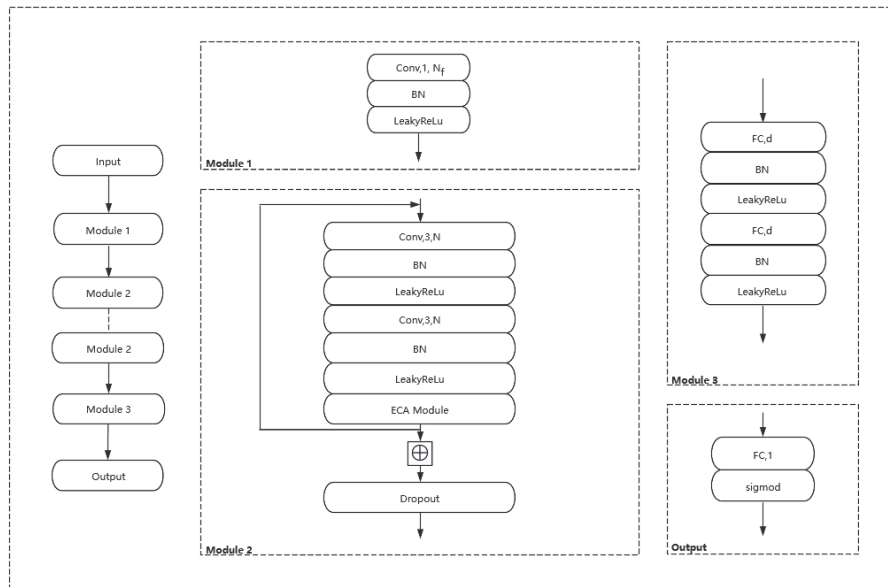 Input
Module 1
Module 2
Module 2
Module 3
Output
Conv,1, Nf
BN
LeakyReLu
Module 1
Conv,3,N
BN
LeakyReLu
Conv,3,N
BN
LeakyReLu
ECA Module
Dropout
Module 2
FC,d
BN
LeakyReLu
FC,d
BN
LeakyReLu
Module 3
FC,1
sigmod
Output